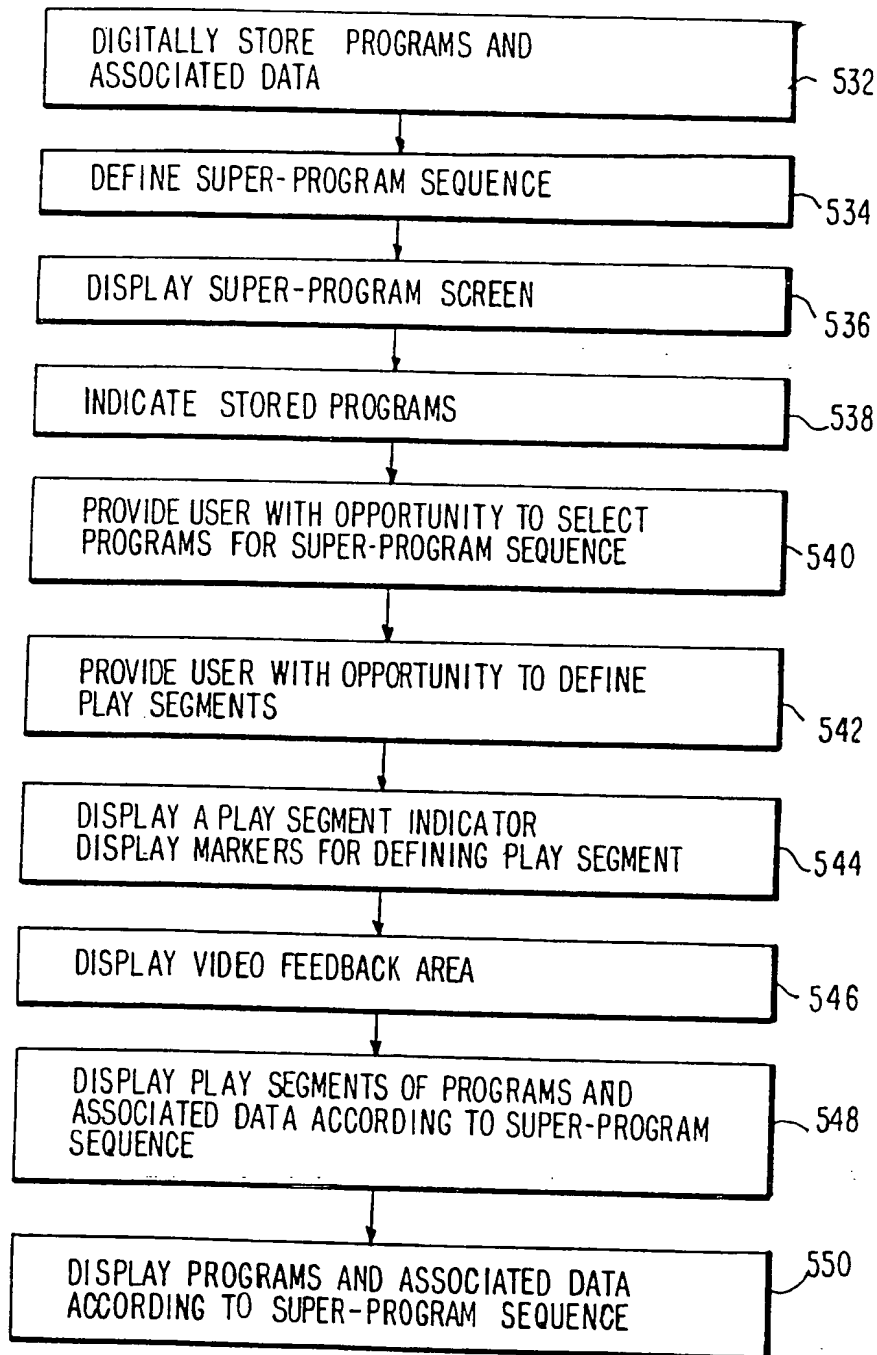 DIGITALLY STORE PROGRAMS AND
ASSOCIATED DATA
532
DEFINE SUPER-PROGRAM SEQUENCE
534
DISPLAY SUPER-PROGRAM SCREEN
536
INDICATE STORED PROGRAMS
538
PROVIDE USER WITH OPPORTUNITY TO SELECT
PROGRAMS FOR SUPER-PROGRAM SEQUENCE
540
PROVIDE USER WITH OPPORTUNITY TO DEFINE
PLAY SEGMENTS
542
DISPLAY A PLAY SEGMENT INDICATOR
DISPLAY MARKERS FOR DEFINING PLAY SEGMENT
544
DISPLAY VIDEO FEEDBACK AREA
546
DISPLAY PLAY SEGMENTS OF PROGRAMS AND
ASSOCIATED DATA ACCORDING TO SUPER-PROGRAM
SEQUENCE
548
DISPLAY PROGRAMS AND ASSOCIATED DATA
ACCORDING TO SUPER-PROGRAM SEQUENCE
550